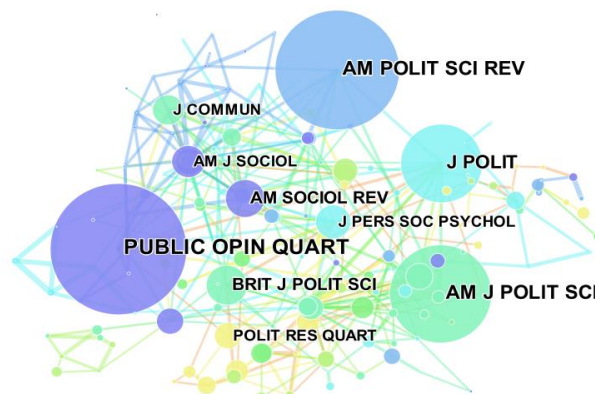 AM POLIT SCI REV
J COMMUN
AM J SOCIOL
J POLIT
AM SOCIOL REV
J PERS SOC PSYCHOL
PUBLIC OPIN QUART
BRIT J POLIT SCI
AM J POLIT SCI
POLIT RES QUART